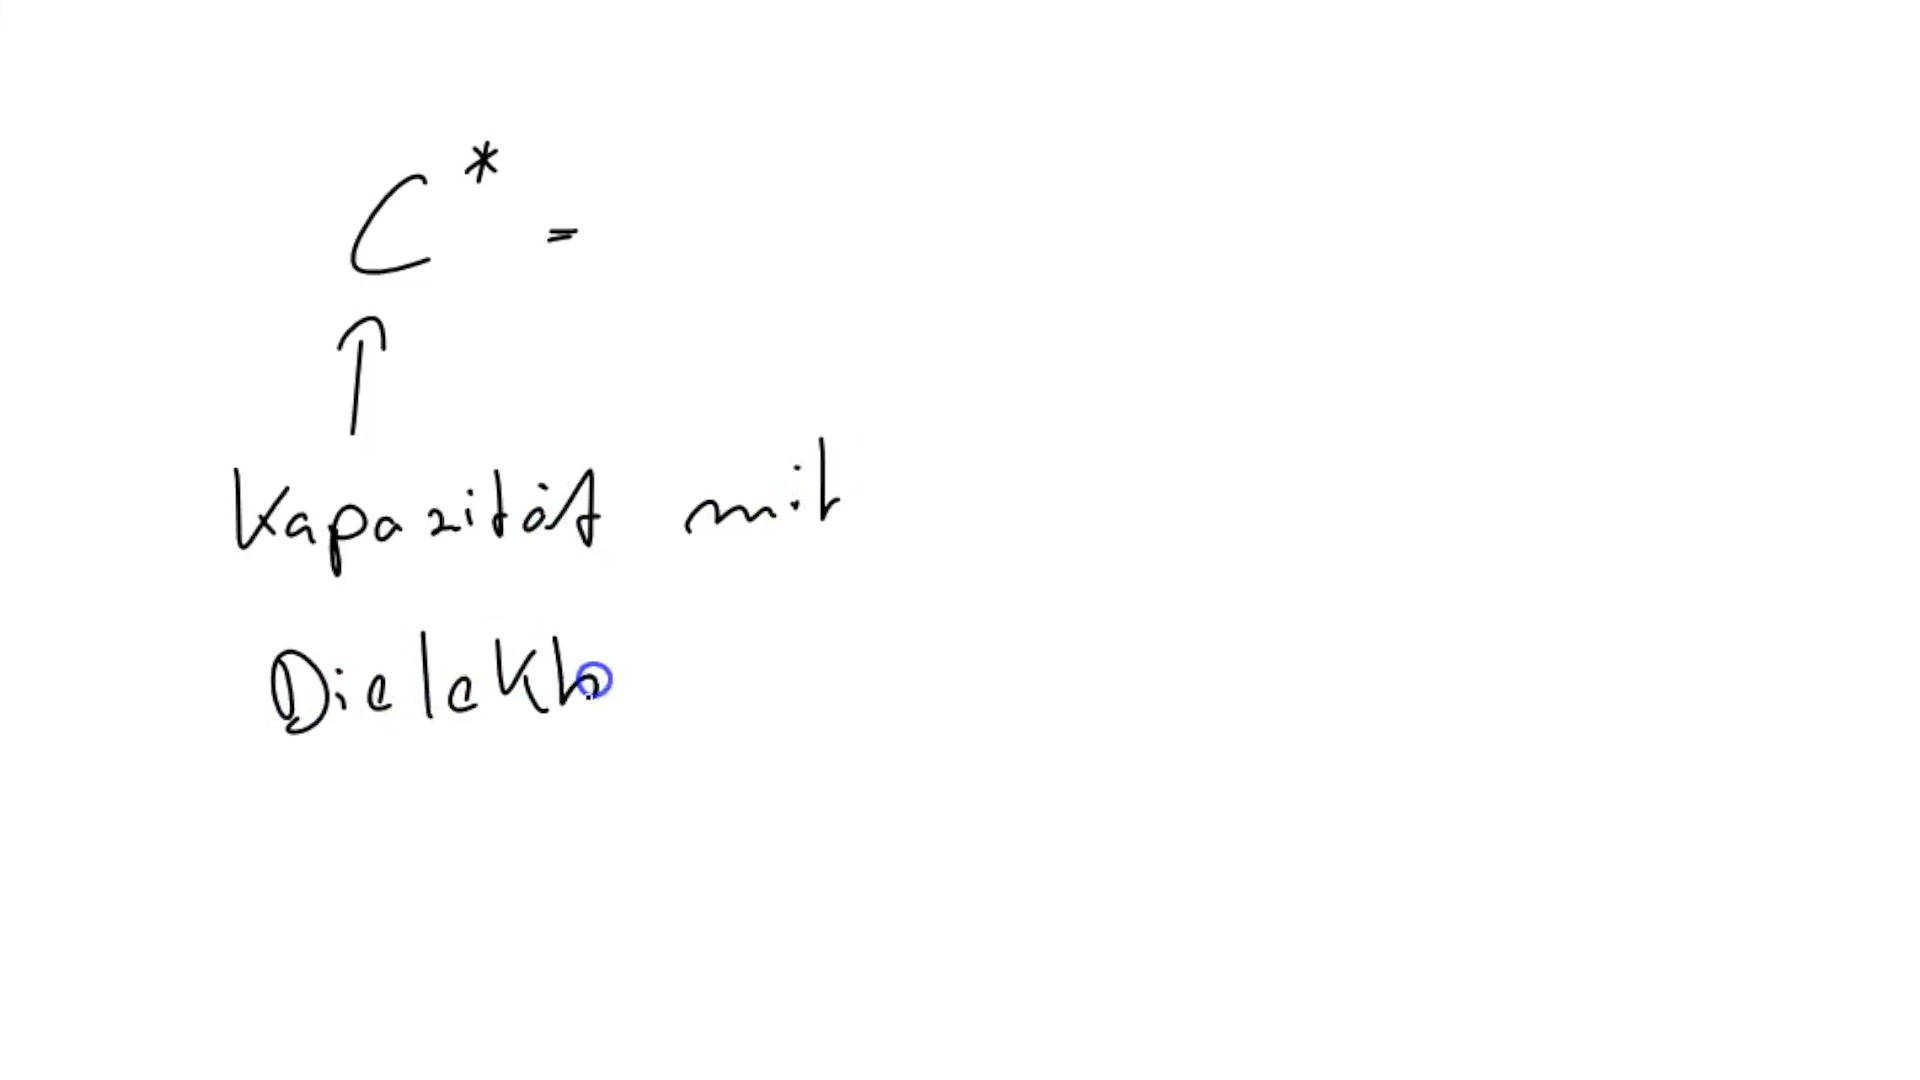 C* =
↑
Kapazität mit
Dielektr